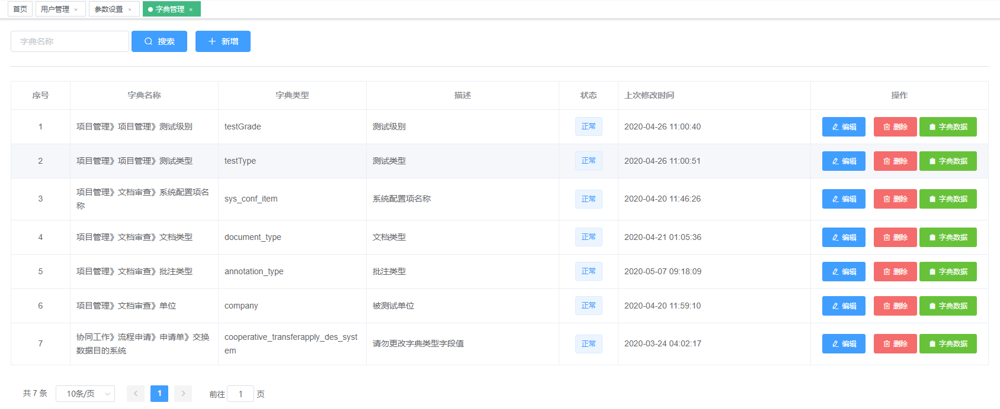 首页 用户管理 × 参数设置 × 字典管理 ×
字典名称 搜索 新增
序号 字典名称 字典类型 描述 状态 上次修改时间 操作
1 项目管理》项目管理》测试级别 testGrade 测试级别 正常 2020-04-26 11:00:40 编辑 删除 字典数据
2 项目管理》项目管理》测试类型 testType 测试类型 正常 2020-04-26 11:00:51 编辑 删除 字典数据
3 项目管理》文档审查》系统配置项名
称 sys_conf_item 系统配置项名称 正常 2020-04-20 11:46:26 编辑 删除 字典数据
4 项目管理》文档审查》文档类型 document_type 文档类型 正常 2020-04-21 01:05:36 编辑 删除 字典数据
5 项目管理》文档审查》批注类型 annotation_type 批注类型 正常 2020-05-07 09:18:09 编辑 删除 字典数据
6 项目管理》文档审查》单位 company 被测试单位 正常 2020-04-20 11:59:10 编辑 删除 字典数据
7 协同工作》流程申请》申请单》交换
数据目的系统 cooperative_transferapply_des_syst
em 请勿更改字典类型字段值 正常 2020-03-24 04:02:17 编辑 删除 字典数据
共 7 条 10条/页 1 前往 1 页